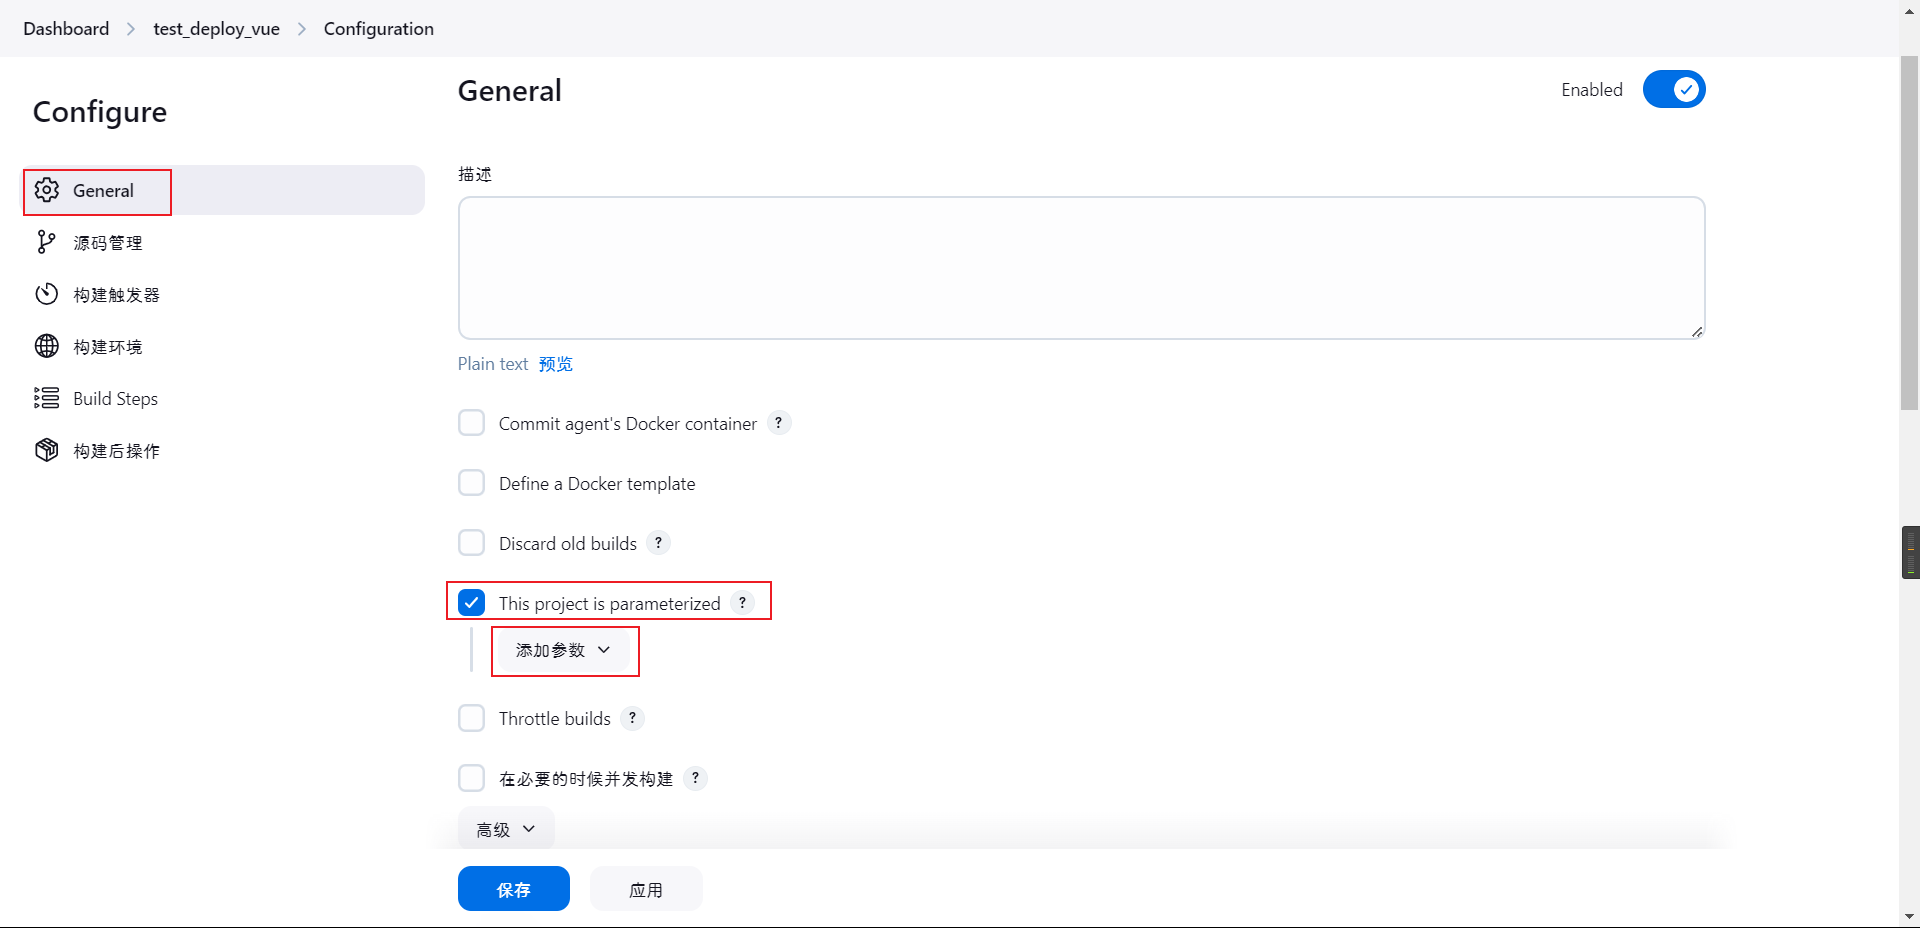 Dashboard > test_deploy_vue > Configuration
Configure
General
源码管理
构建触发器
构建环境
Build Steps
构建后操作
General
Enabled
描述
Plain text 预览
Commit agent's Docker container ?
Define a Docker template
Discard old builds ?
This project is parameterized ?
添加参数
Throttle builds ?
在必要的时候并发构建 ?
高级
保存 应用